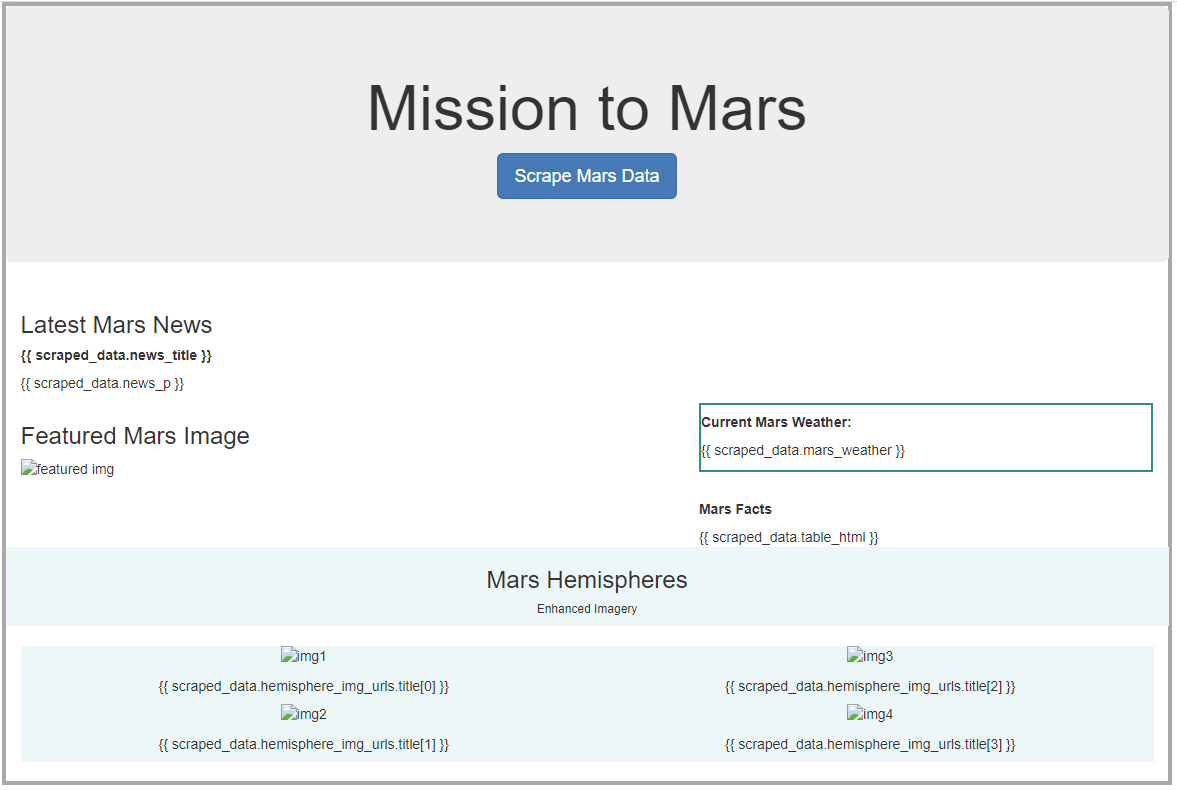 Mission to Mars
Scrape Mars Data
Latest Mars News
{{ scraped_data.news_title }}
{{ scraped_data.news_p }}
Featured Mars Image
featured img
Current Mars Weather:
{{ scraped_data.mars_weather }}
Mars Facts
{{ scraped_data.table_html }}
Mars Hemispheres
Enhanced Imagery
img1
{{ scraped_data.hemisphere_img_urls.title[0] }}
img2
{{ scraped_data.hemisphere_img_urls.title[1] }}
img3
{{ scraped_data.hemisphere_img_urls.title[2] }}
img4
{{ scraped_data.hemisphere_img_urls.title[3] }}